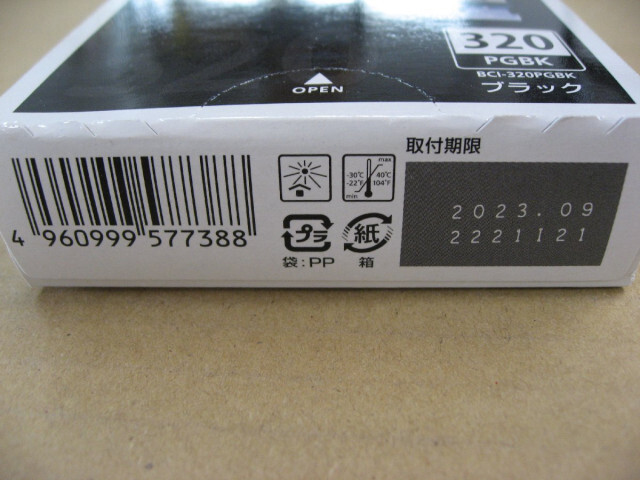 320
PGBK
BCI-320PGBK
ブラック
OPEN
取付期限
max
-30℃ 40℃
-22℉ 104℉
min
2023.09
2221I21
4 960999 577388
プラ 紙
袋:PP 箱